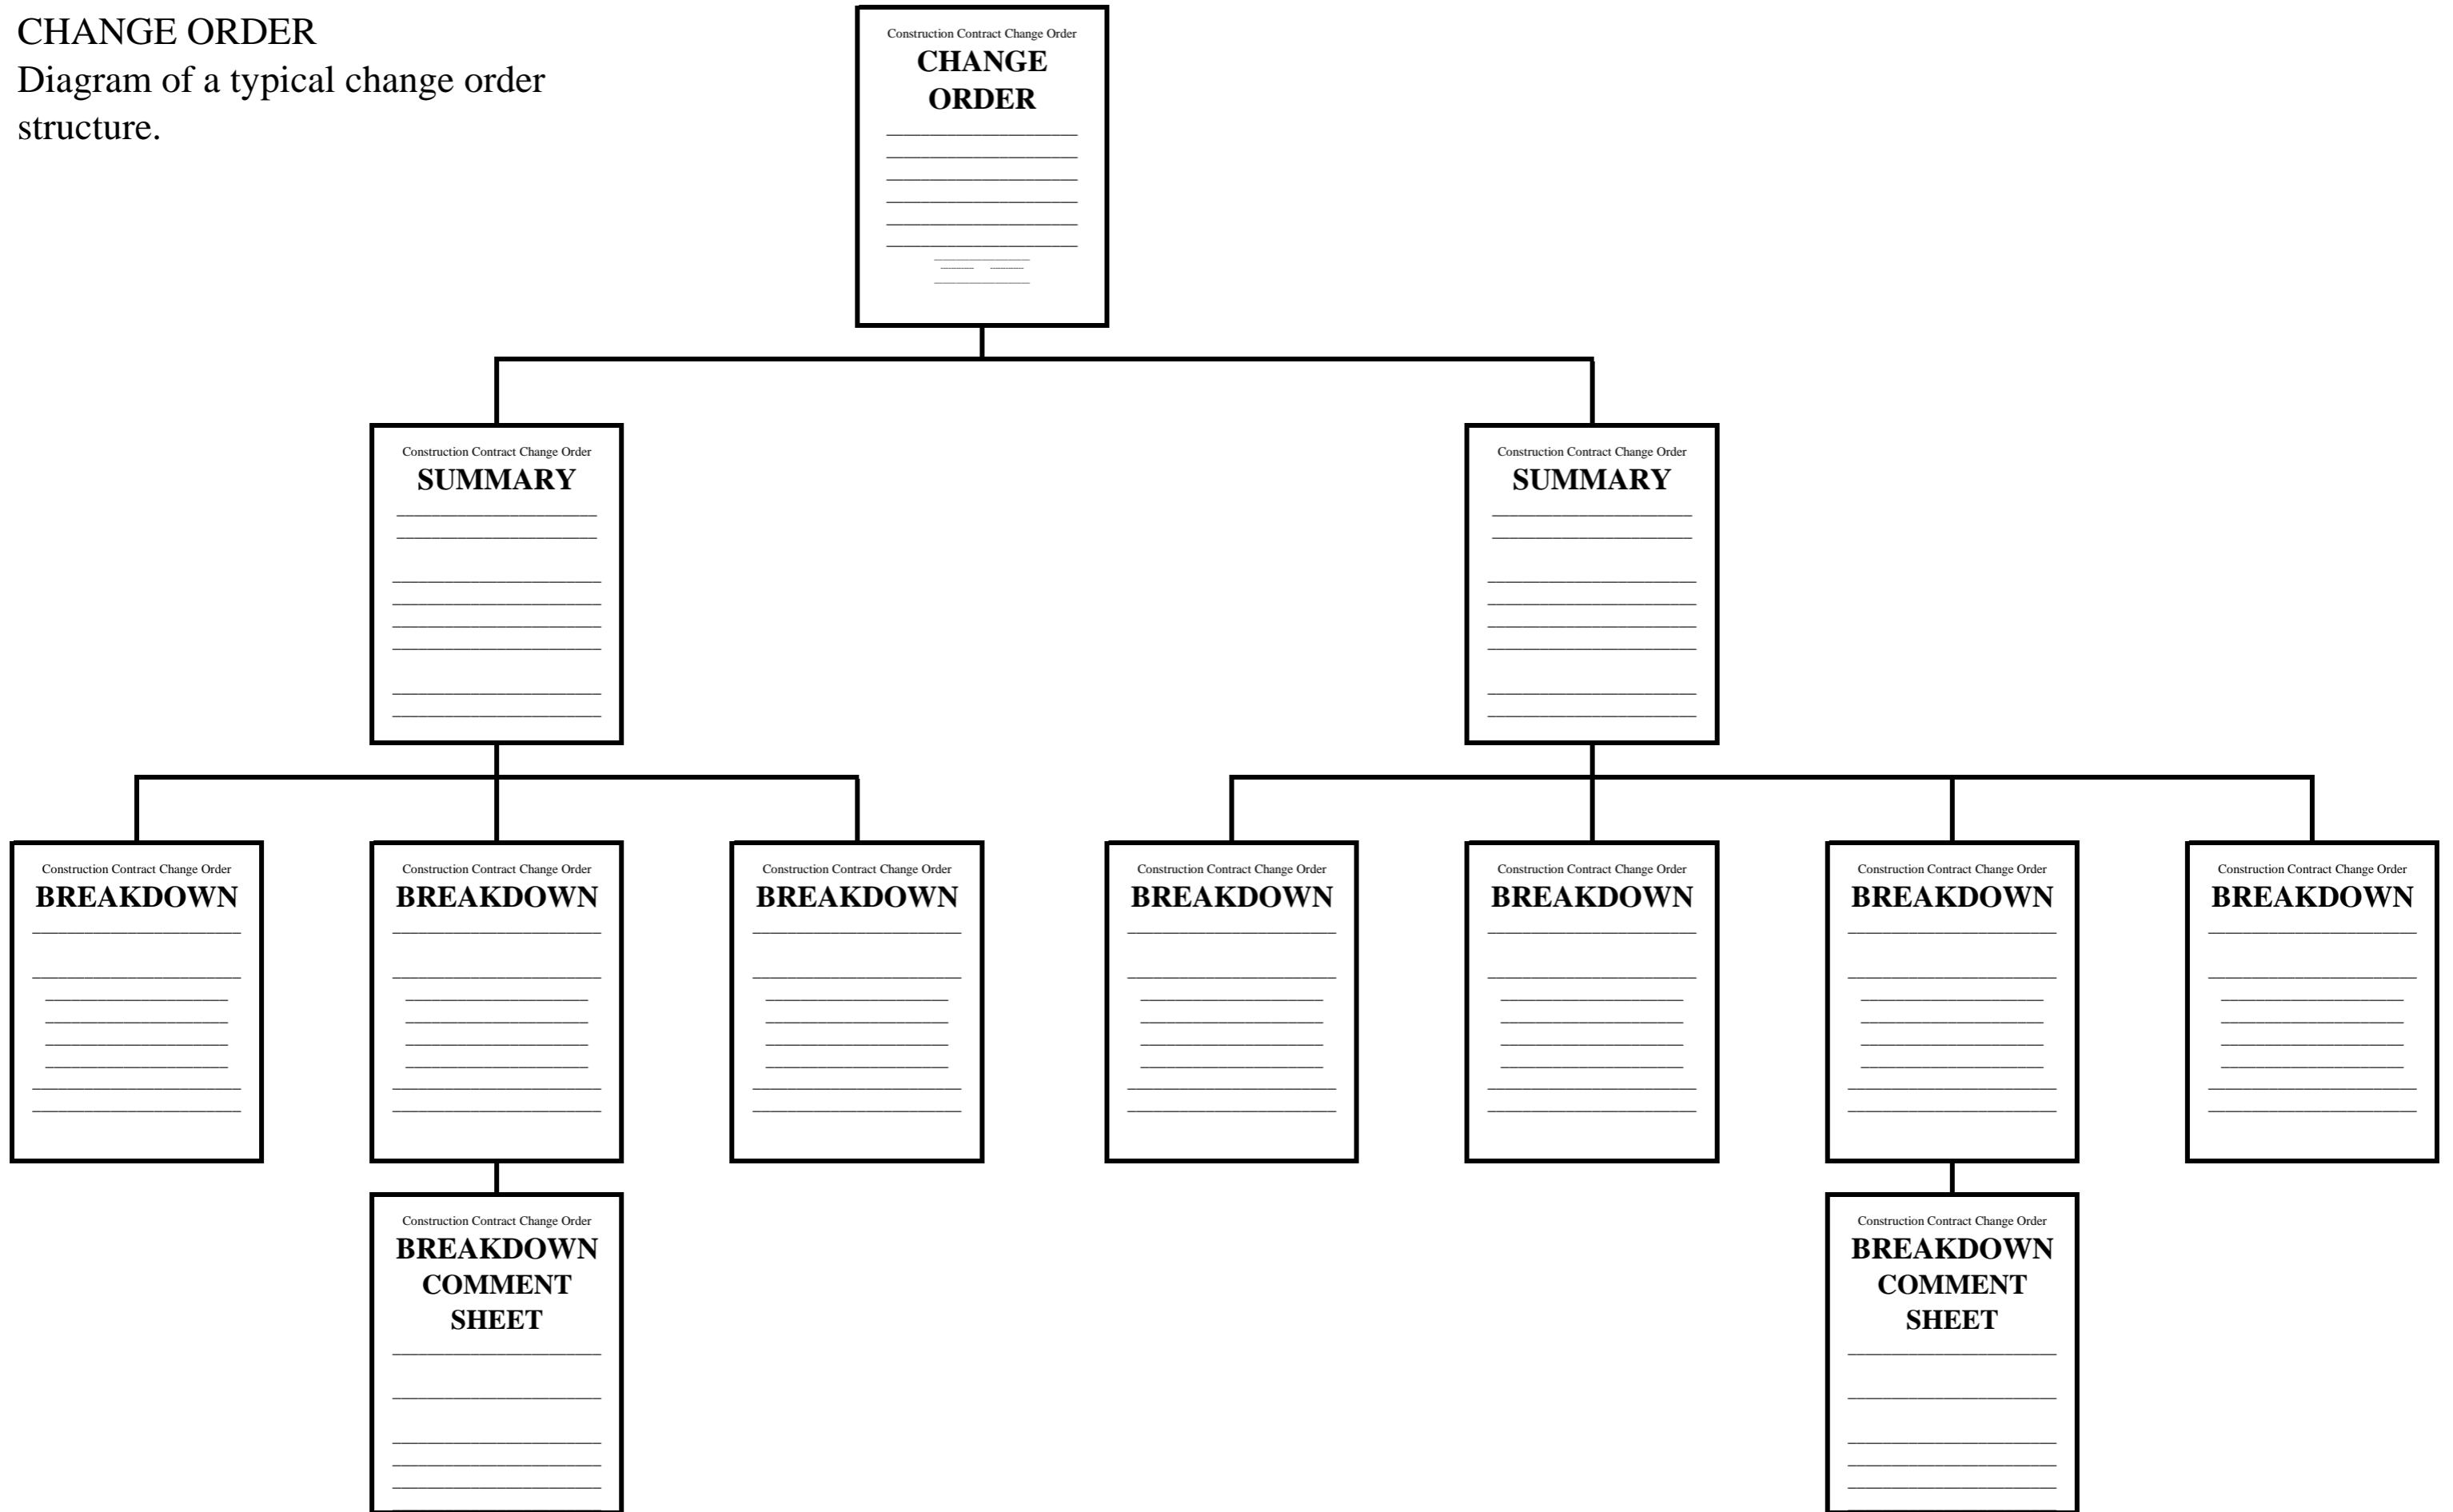 CHANGE ORDER
Diagram of a typical change order
structure.
Construction Contract Change Order
CHANGE
ORDER
Construction Contract Change Order
SUMMARY
Construction Contract Change Order
SUMMARY
Construction Contract Change Order
BREAKDOWN
Construction Contract Change Order
BREAKDOWN
Construction Contract Change Order
BREAKDOWN
Construction Contract Change Order
BREAKDOWN
Construction Contract Change Order
BREAKDOWN
Construction Contract Change Order
BREAKDOWN
Construction Contract Change Order
BREAKDOWN
Construction Contract Change Order
BREAKDOWN
COMMENT
SHEET
Construction Contract Change Order
BREAKDOWN
COMMENT
SHEET